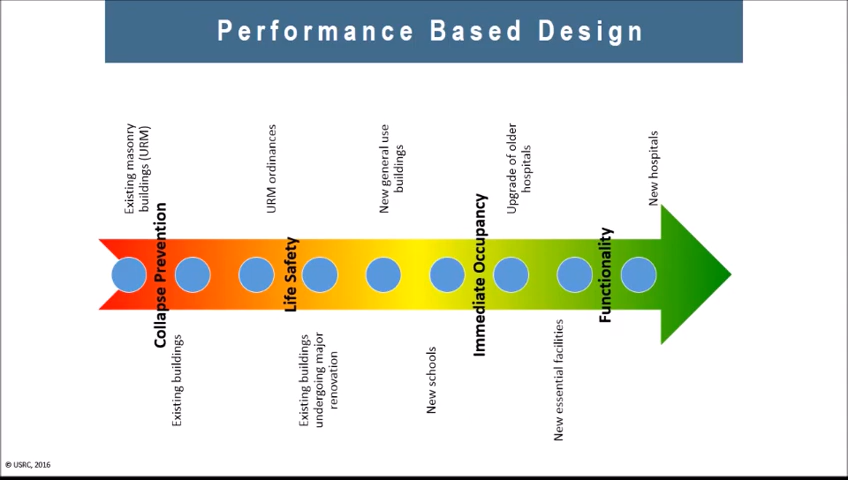 Performance Based Design
Existing masonry
buildings (URM)
URM ordinances
New general use
buildings
Upgrade of older
hospitals
New hospitals
Collapse Prevention
Life Safety
Immediate Occupancy
Functionality
Existing buildings
Existing buildings
undergoing major
renovation
New schools
New essential facilities
© USRC, 2016